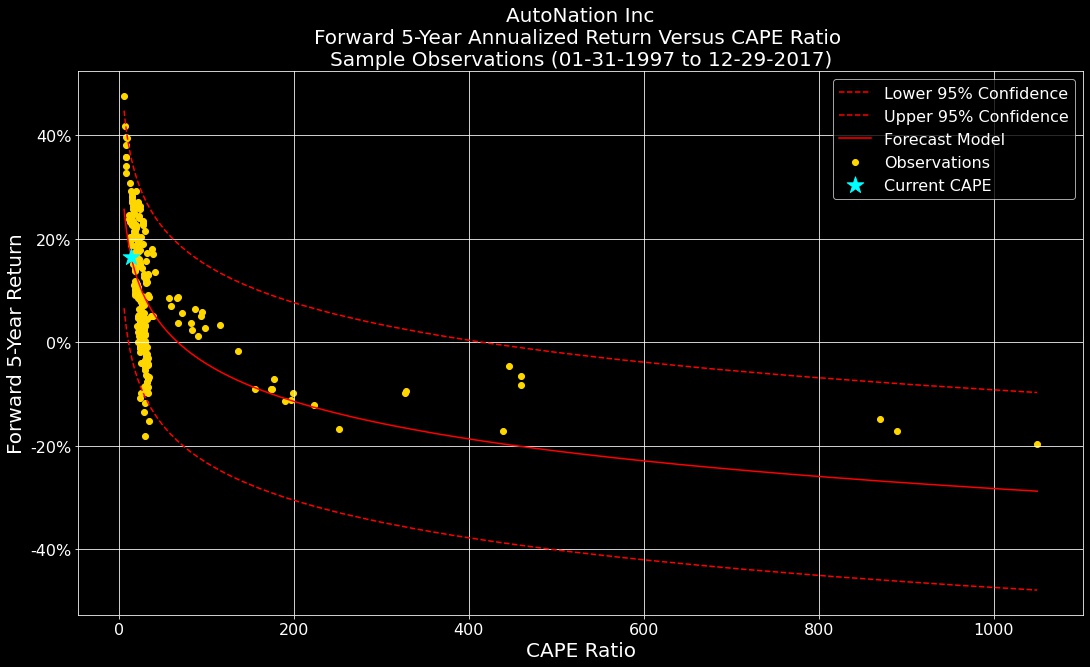 AutoNation Inc
Forward 5-Year Annualized Return Versus CAPE Ratio
Sample Observations (01-31-1997 to 12-29-2017)
Lower 95% Confidence
Upper 95% Confidence
Forecast Model
Observations
Current CAPE
Forward 5-Year Return
40%
20%
0%
-20%
-40%
0
200
400
600
800
1000
CAPE Ratio